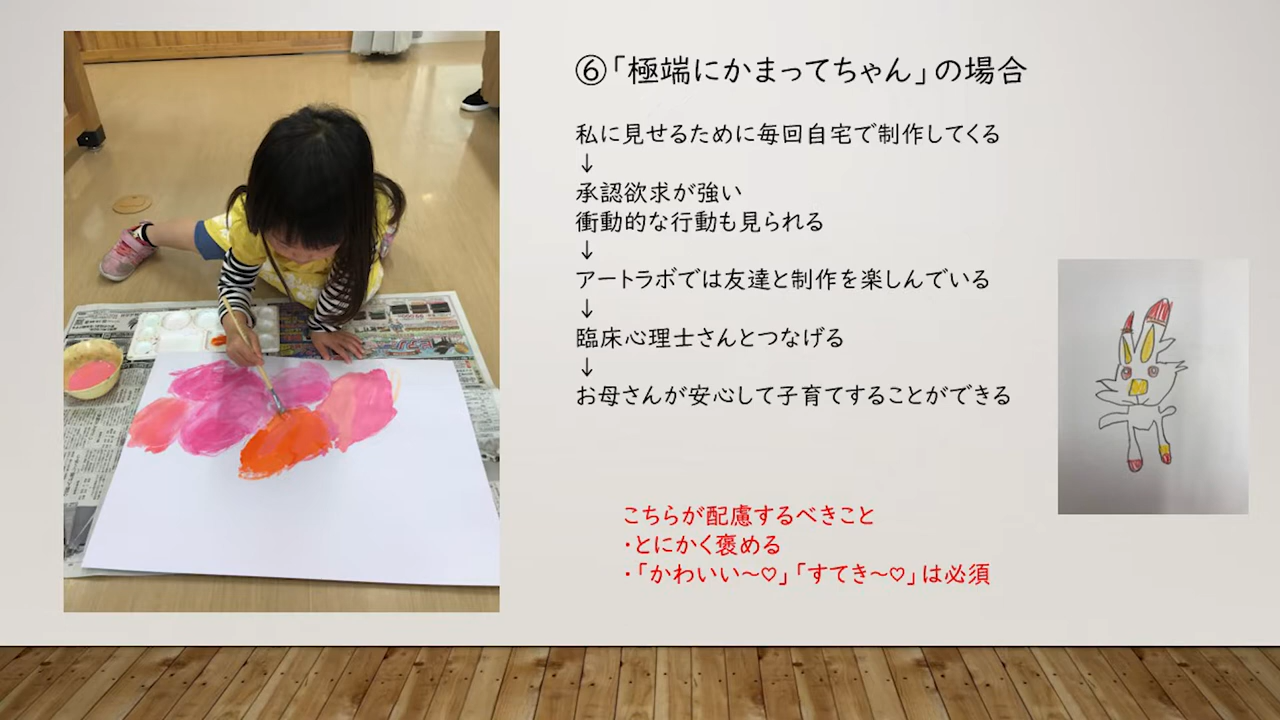 ⑥「極端にかまってちゃん」の場合
私に見せるために毎回自宅で制作してくる
↓
承認欲求が強い
衝動的な行動も見られる
↓
アートラボでは友達と制作を楽しんでいる
↓
臨床心理士さんとつなげる
↓
お母さんが安心して子育てすることができる
こちらが配慮するべきこと
・とにかく褒める
・「かわいい～♡」「すてき～♡」は必須